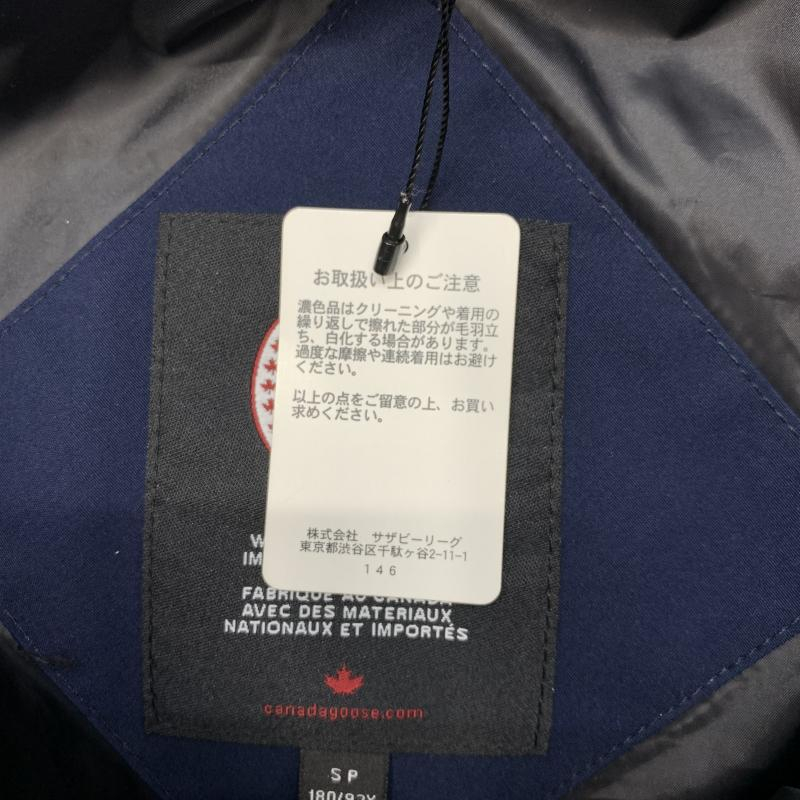 お取扱い上のご注意
濃色品はクリーニングや着用の
繰り返しで擦れた部分が毛羽立
ち、白化する場合があります。
過度な摩擦や連続着用はお避け
ください。
以上の点をご留意の上、お買い
求めください。
株式会社 サザビーリーグ
東京都渋谷区千駄ヶ谷2-11-1
146
FABRIQUÉ AU CANADA
AVEC DES MATERIAUX
NATIONAUX ET IMPORTÉS
canadagoose.com
S P